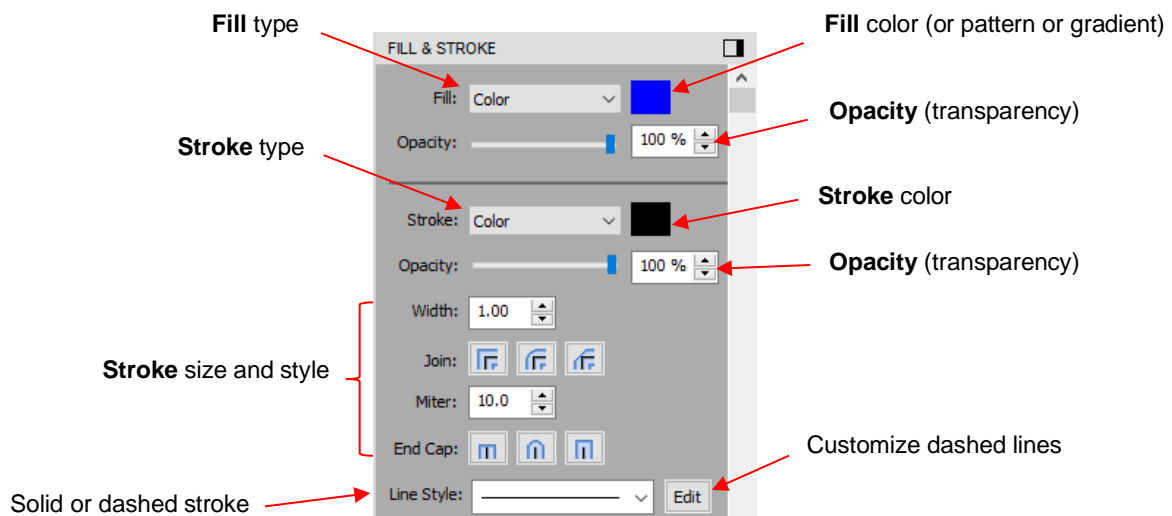 Fill type
Fill color (or pattern or gradient)
FILL & STROKE
Fill: Color
Opacity (transparency)
Opacity: 100 %
Stroke type
Stroke color
Stroke: Color
Opacity: 100 %
Opacity (transparency)
Width: 1.00
Join:
Stroke size and style
Miter: 10.0
End Cap:
Customize dashed lines
Line Style: Edit
Solid or dashed stroke